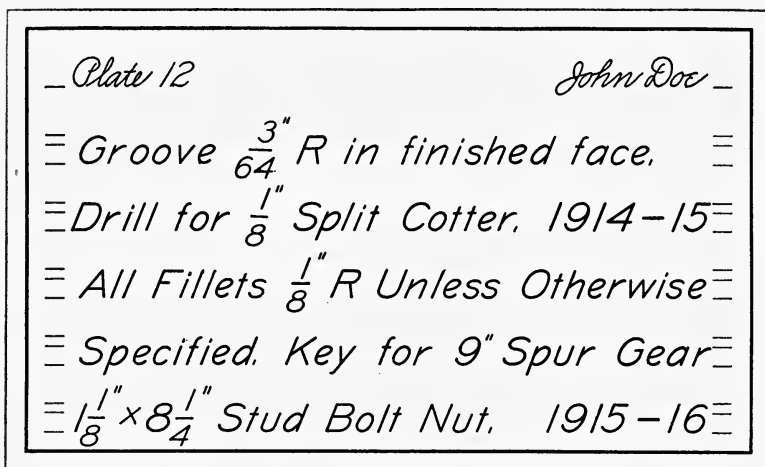 Plate 12 John Doe
Groove 3/64" R in finished face.
Drill for 1/8" Split Cotter. 1914-15
All Fillets 1/8" R Unless Otherwise
Specified. Key for 9" Spur Gear
1 1/8" × 8 1/4" Stud Bolt Nut. 1915-16